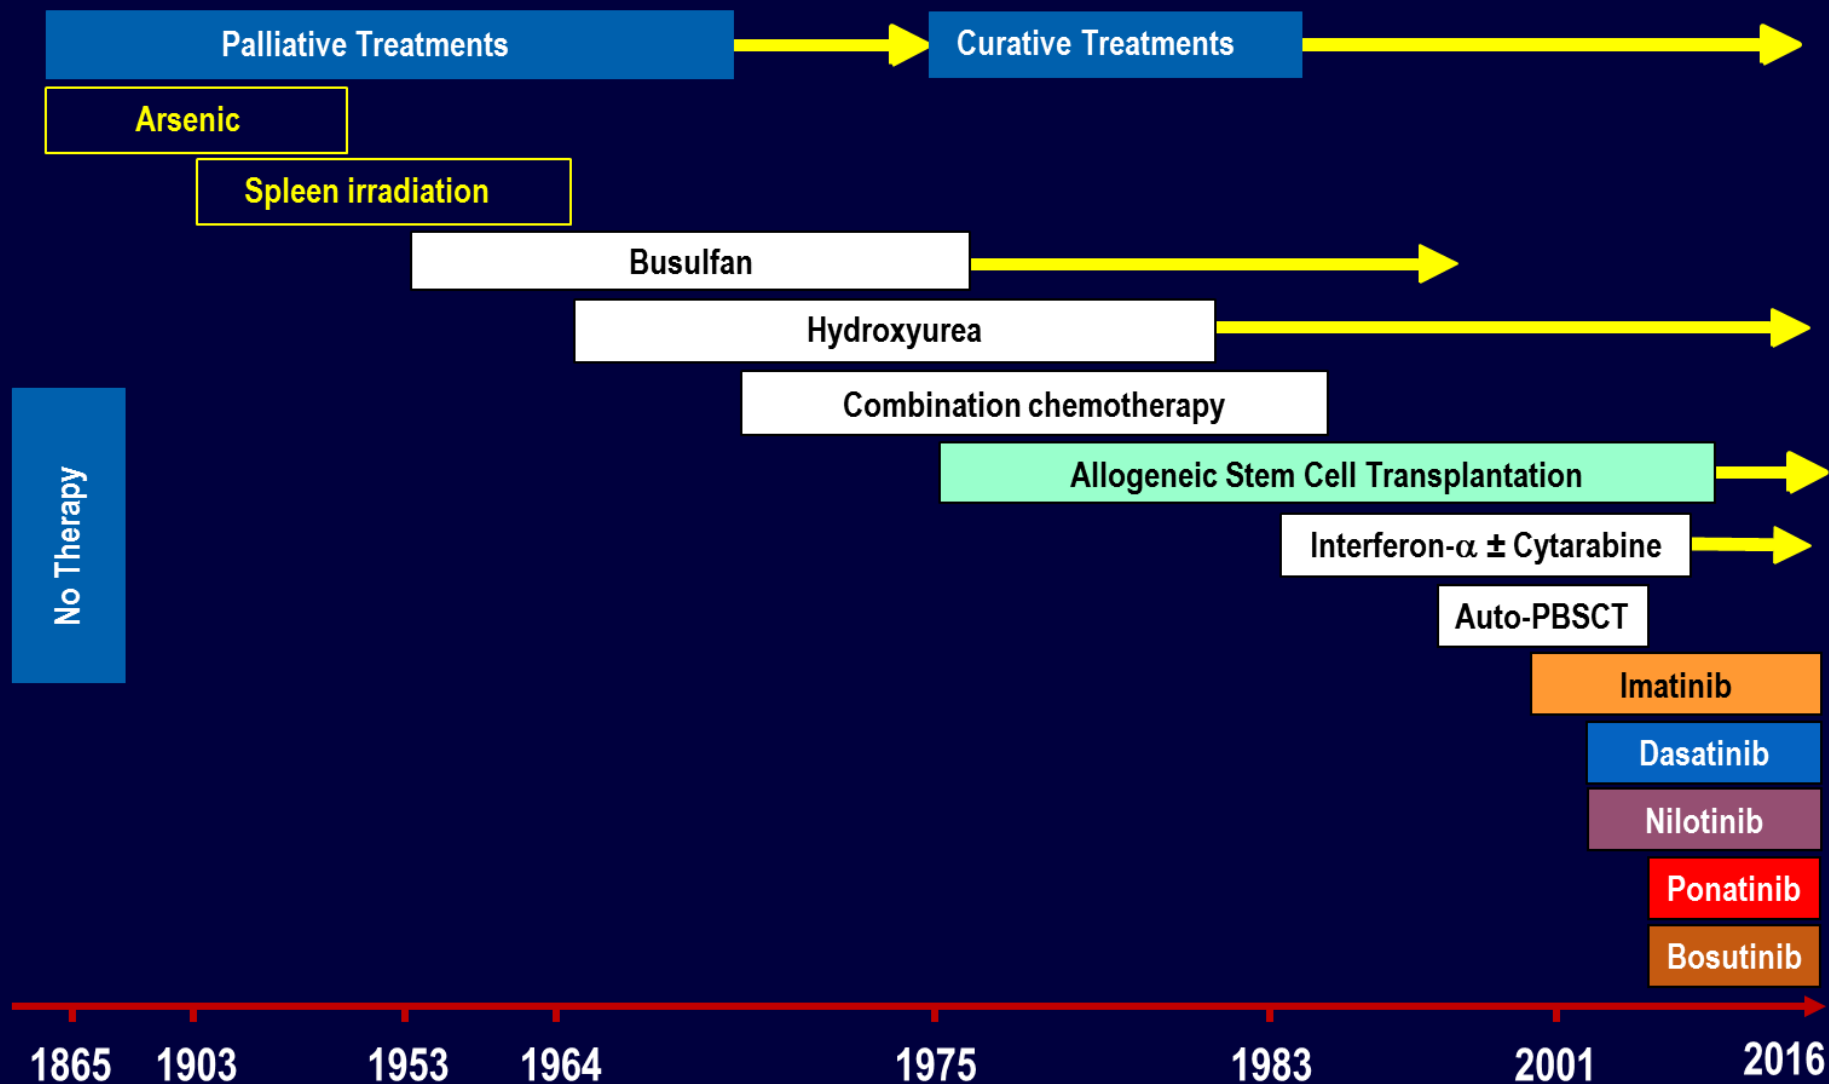 Palliative Treatments
Curative Treatments
Arsenic
Spleen irradiation
Busulfan
Hydroxyurea
Combination chemotherapy
Allogeneic Stem Cell Transplantation
Interferon-α ± Cytarabine
Auto-PBSCT
No Therapy
Imatinib
Dasatinib
Nilotinib
Ponatinib
Bosutinib
1865 1903 1953 1964 1975 1983 2001 2016